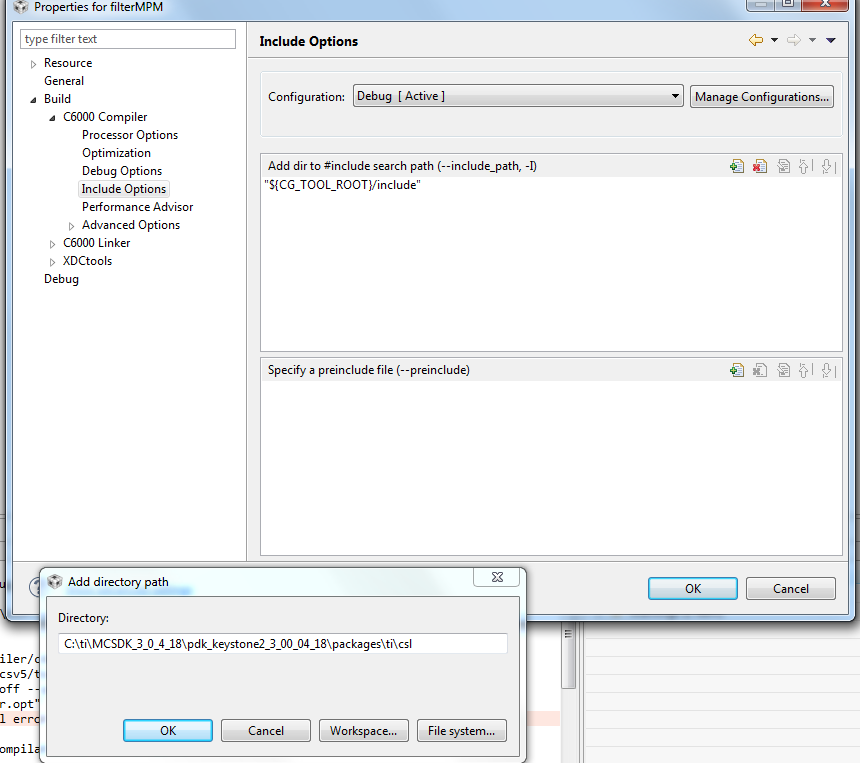 Properties for filterMPM
type filter text
Resource
General
Build
C6000 Compiler
Processor Options
Optimization
Debug Options
Include Options
Performance Advisor
Advanced Options
C6000 Linker
XDCtools
Debug
Include Options
Configuration:
Debug [ Active ]
Manage Configurations...
Add dir to #include search path (--include_path, -I)
"${CG_TOOL_ROOT}/include"
Specify a preinclude file (--preinclude)
OK
Cancel
Add directory path
Directory:
C:\ti\MCSDK_3_0_4_18\pdk_keystone2_3_00_04_18\packages\ti\csl
OK
Cancel
Workspace...
File system...
iler/c
csv5/t
off --
r.opt"
l erro
ompila